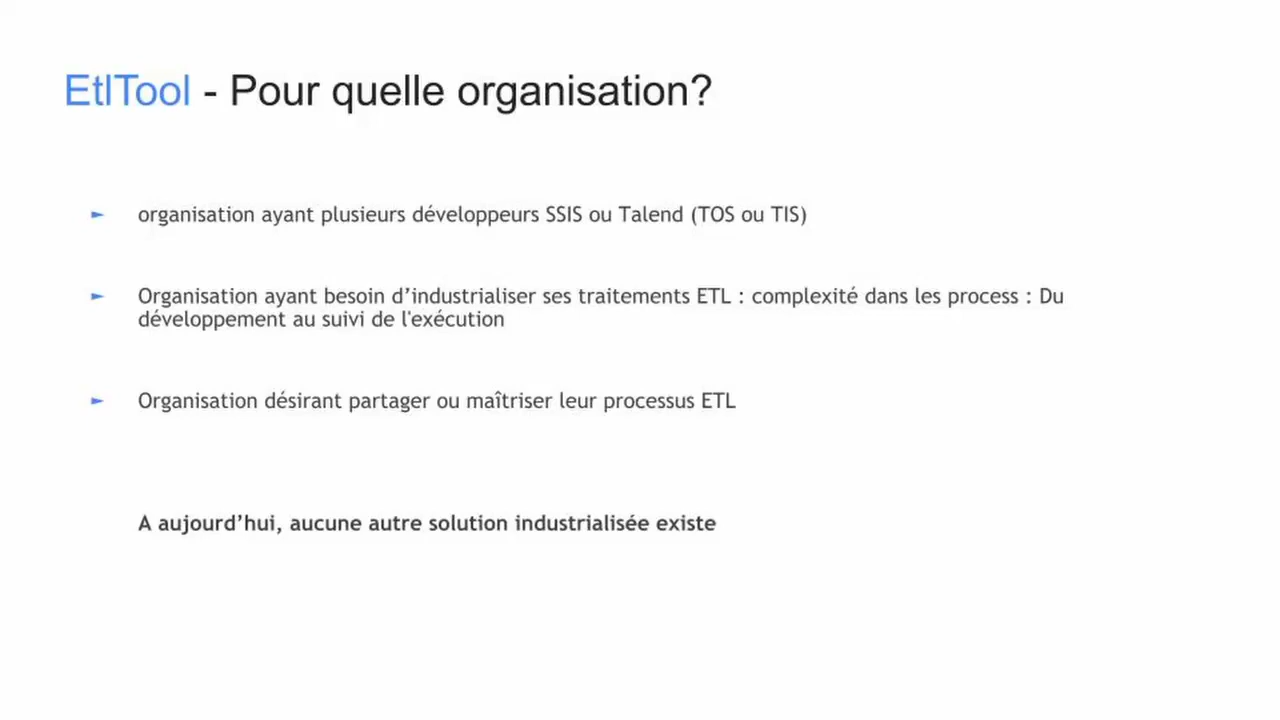 EtlTool - Pour quelle organisation?
► organisation ayant plusieurs développeurs SSIS ou Talend (TOS ou TIS)
► Organisation ayant besoin d’industrialiser ses traitements ETL : complexité dans les process : Du
développement au suivi de l'exécution
► Organisation désirant partager ou maîtriser leur processus ETL
A aujourd’hui, aucune autre solution industrialisée existe